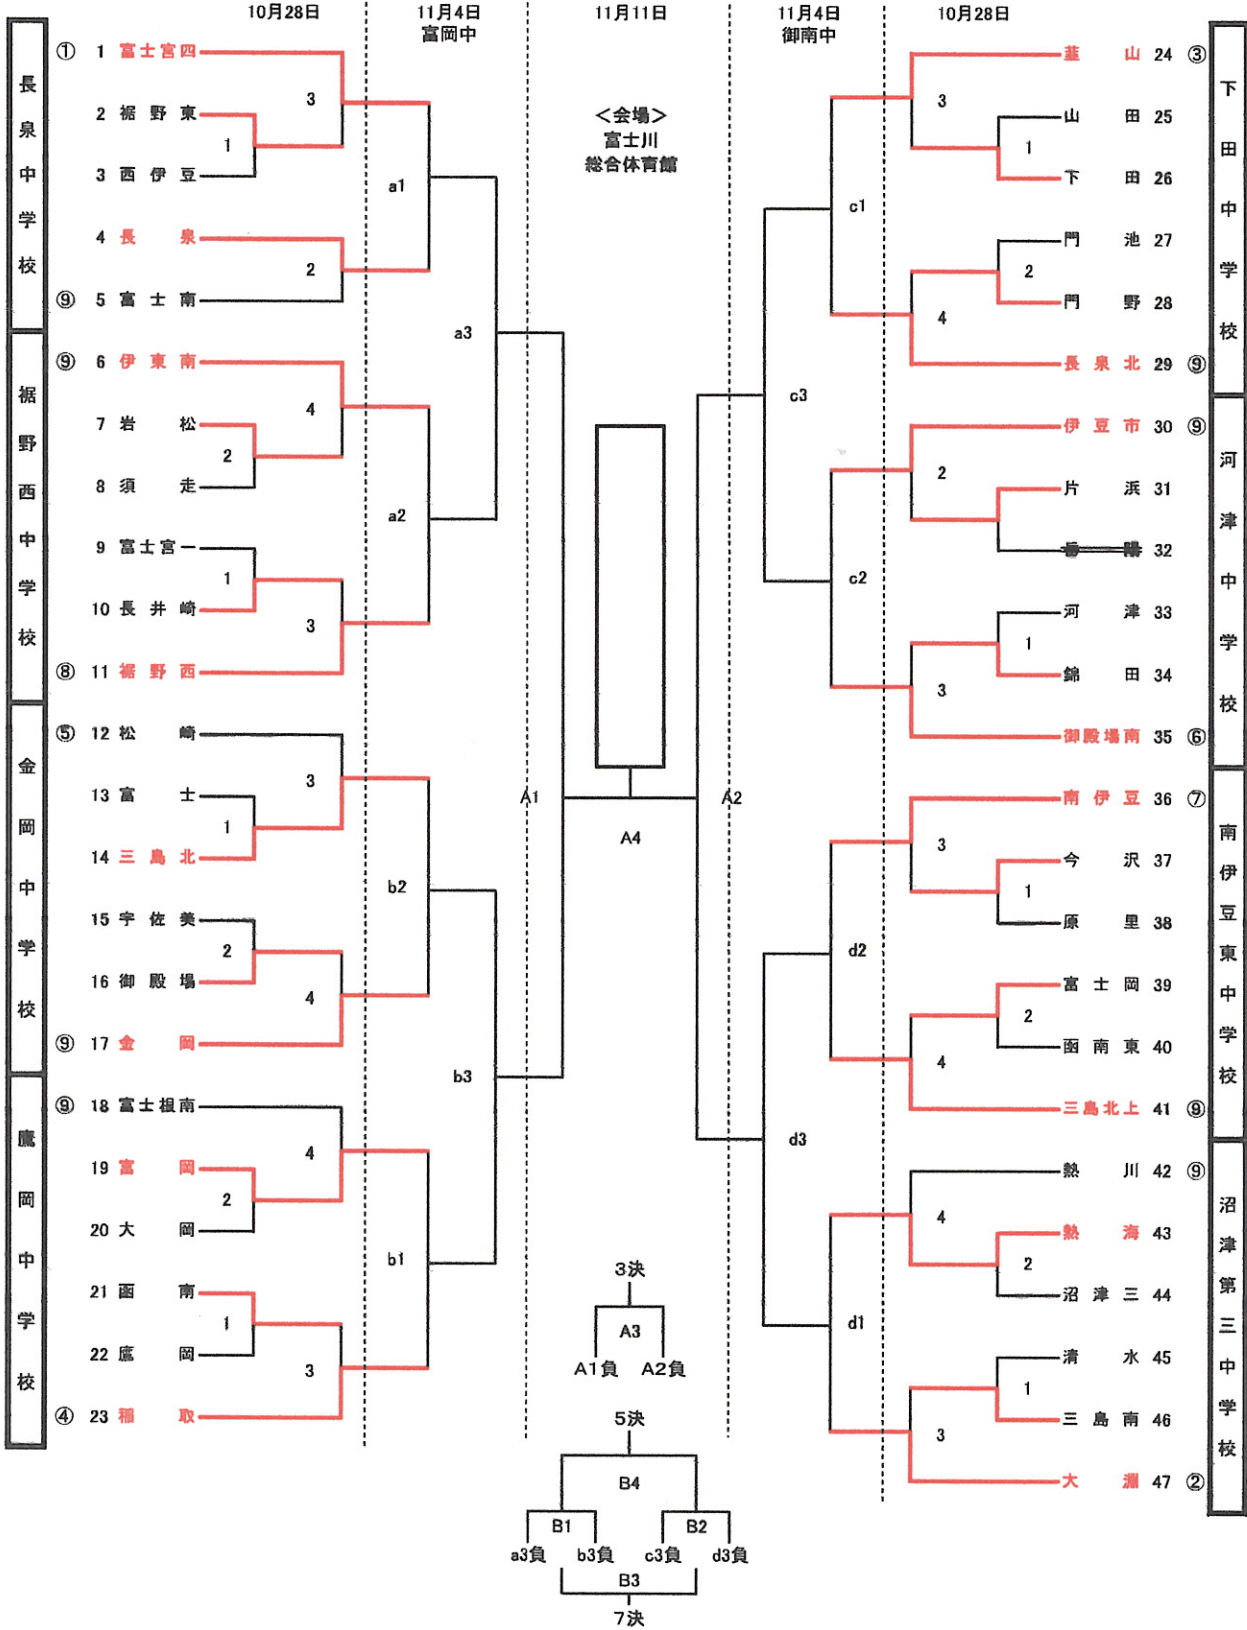 10月28日
11月4日
富岡中
11月11日
11月4日
御南中
10月28日
＜会場＞
富士川
総合体育館
長泉中学校
① 1 富士宮四
2 裾野東
3 西伊豆
4 長泉
⑨ 5 富士南
3
1
2
裾野西中学校
⑨ 6 伊東南
7 岩松
8 須走
9 富士宮一
10 長井崎
⑧ 11 裾野西
4
2
1
3
金岡中学校
⑤ 12 松崎
13 富士
14 三島北
15 宇佐美
16 御殿場
⑨ 17 金岡
3
1
2
4
鷹岡中学校
⑨ 18 富士根南
19 富岡
20 大岡
21 函南
22 鷹岡
④ 23 稲取
4
2
1
3
a1
a2
a3
b2
b1
b3
A1
A4
A2
c1
c2
c3
d2
d1
d3
下田中学校
韮山 24 ③
山田 25
下田 26
門池 27
門野 28
長泉北 29 ⑨
3
1
2
4
河津中学校
伊豆市 30 ⑨
片浜 31
岳陽 32
河津 33
錦田 34
御殿場南 35 ⑥
2
1
3
南伊豆東中学校
南伊豆 36 ⑦
今沢 37
原里 38
富士岡 39
函南東 40
三島北上 41 ⑨
3
1
2
4
沼津第三中学校
熱川 42 ⑨
熱海 43
沼津三 44
清水 45
三島南 46
大淵 47 ②
4
2
1
3
3決
A3
A1負 A2負
5決
B4
B1 B2
a3負 b3負 c3負 d3負
B3
7決